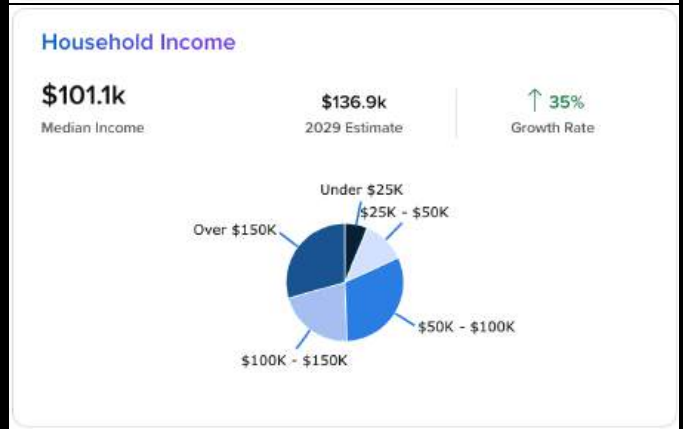 Household Income
$101.1k
Median Income
$136.9k
2029 Estimate
↑ 35%
Growth Rate
Under $25K
$25K - $50K
Over $150K
$50K - $100K
$100K - $150K